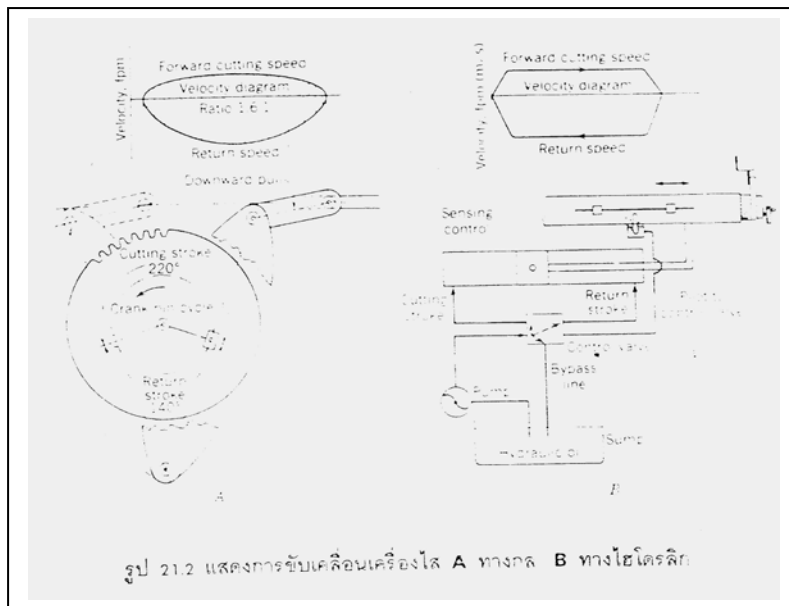 Forward cutting speed
Velocity diagram
Ratio 1.6:1
Return speed
Velocity, fpm
Downward
Cutting stroke
220°
Crank pin cycle
Return
stroke
140°
A
Forward cutting speed
Velocity diagram
Return speed
Velocity, fpm (m/s)
Sensing
control
Cutting
stroke
Return
stroke
Control valve
Bypass
line
Pump
Sump
Hydraulic oil
B
รูป 21.2 แสดงการขับเคลื่อนเครื่องไส A ทางกล B ทางไฮโดรลิก